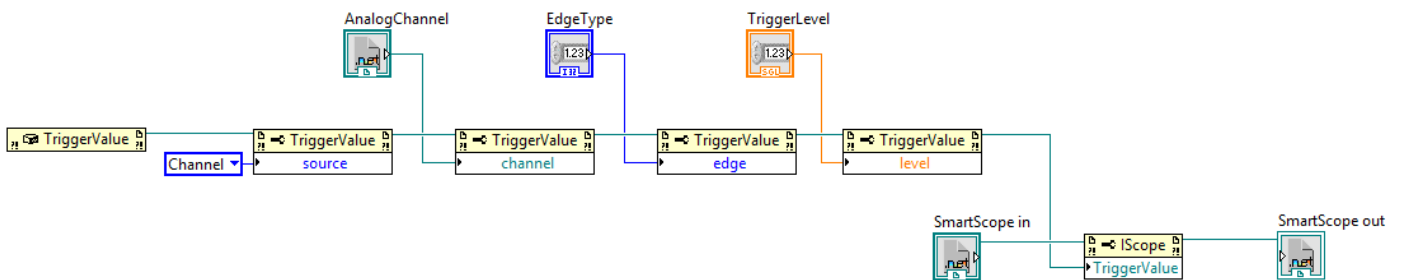 AnalogChannel EdgeType TriggerLevel
.net 1.23 1.23
I32 SGL
TriggerValue TriggerValue TriggerValue TriggerValue TriggerValue
Channel source channel edge level
SmartScope in SmartScope out
.net IScope .net
TriggerValue